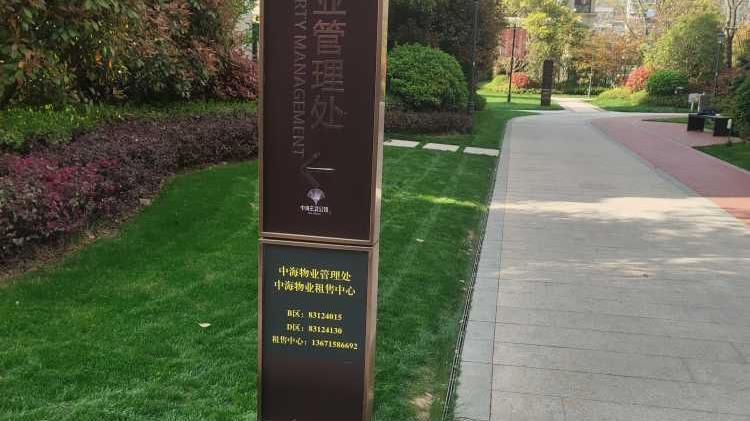 业管理处
RTY MANAGEMENT
中海物业管理处
中海物业租售中心
B区：83124015
D区：83124130
租售中心：13671586692